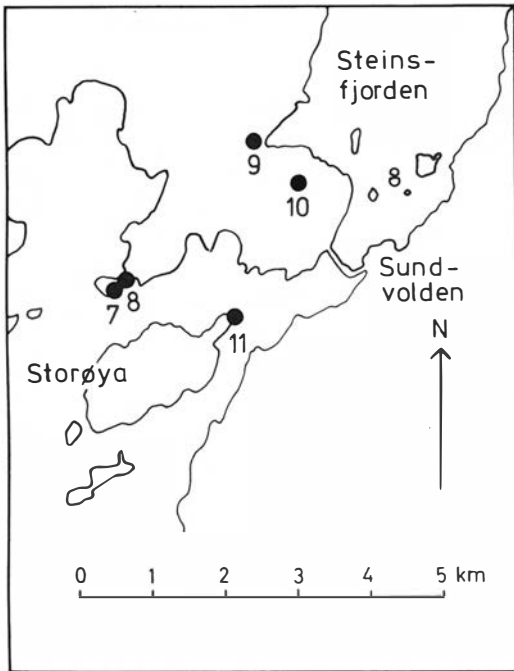 Steins-
fjorden
9
8
10
Sund-
volden
7
8
N
11
Storøya
0 1 2 3 4 5 km